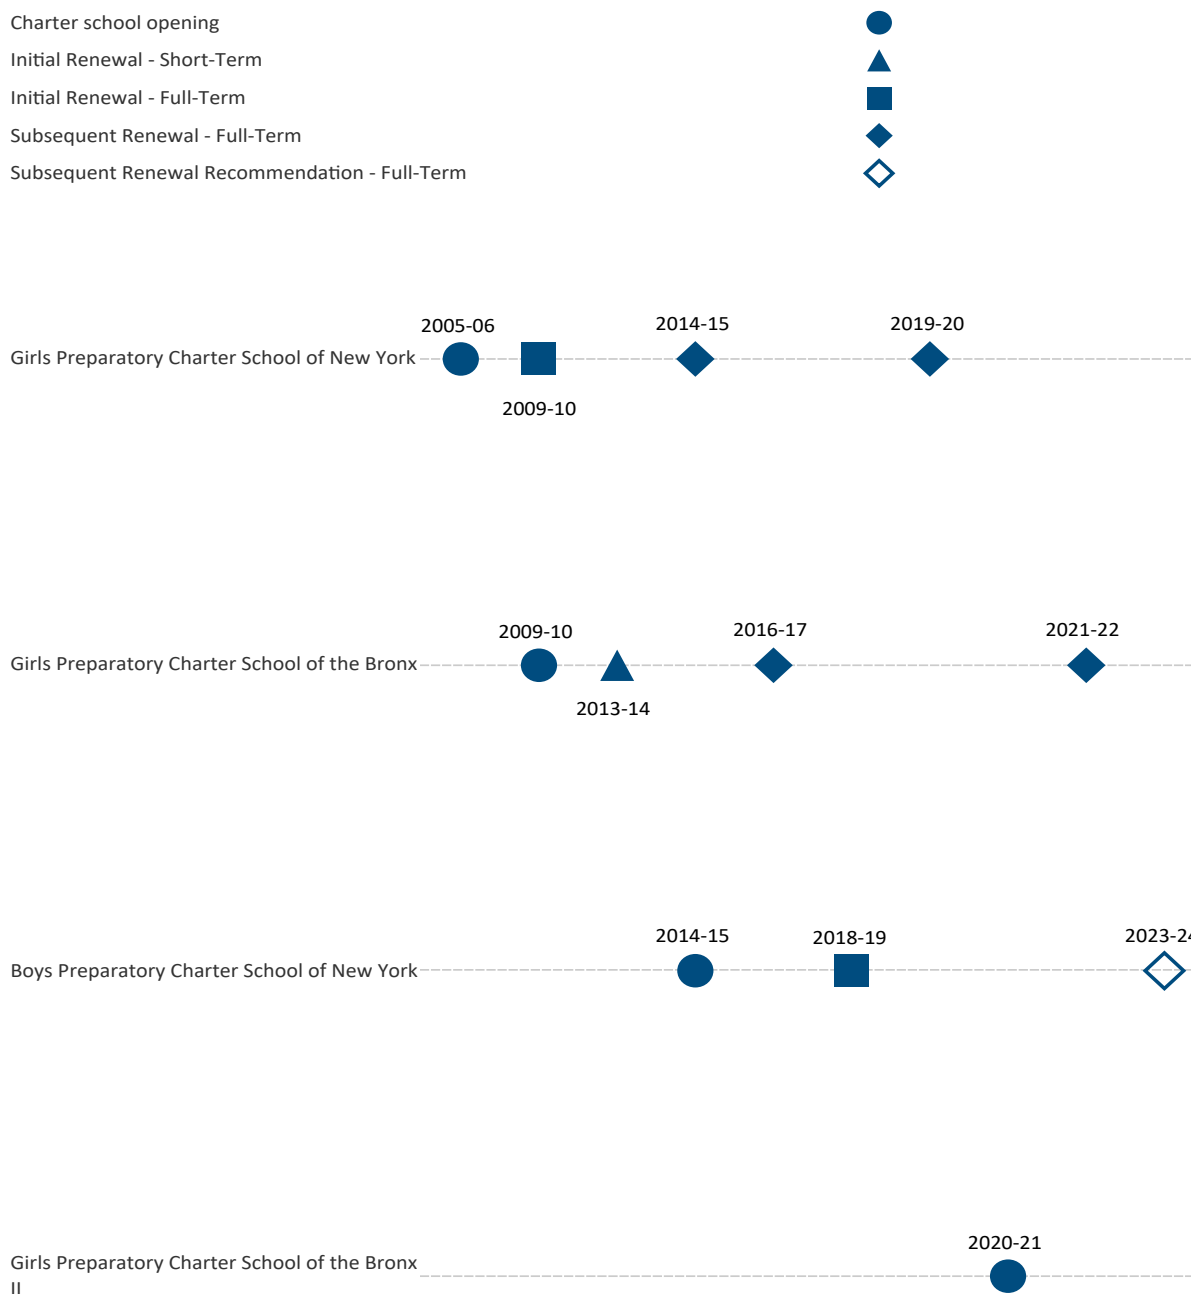 Charter school opening
Initial Renewal - Short-Term
Initial Renewal - Full-Term
Subsequent Renewal - Full-Term
Subsequent Renewal Recommendation - Full-Term
2005-06
2014-15
2019-20
Girls Preparatory Charter School of New York
2009-10
2009-10
2016-17
2021-22
Girls Preparatory Charter School of the Bronx
2013-14
2014-15
2018-19
2023-24
Boys Preparatory Charter School of New York
2020-21
Girls Preparatory Charter School of the Bronx
II